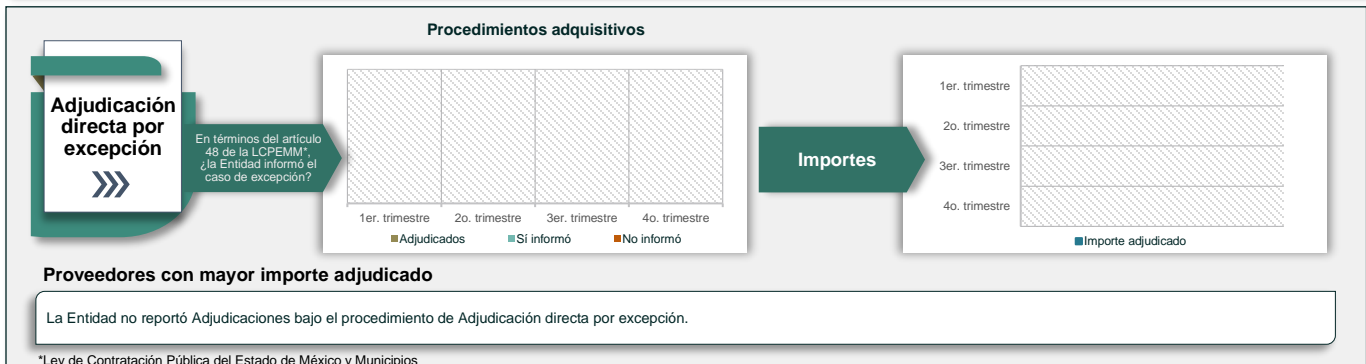 Procedimientos adquisitivos
Adjudicación
directa por
excepción
En términos del artículo
48 de la LCPEMM*,
¿la Entidad informó el
caso de excepción?
1er. trimestre 2o. trimestre 3er. trimestre 4o. trimestre
Adjudicados Sí informó No informó
Importes
1er. trimestre
2o. trimestre
3er. trimestre
4o. trimestre
Importe adjudicado
Proveedores con mayor importe adjudicado
La Entidad no reportó Adjudicaciones bajo el procedimiento de Adjudicación directa por excepción.
*Ley de Contratación Pública del Estado de México y Municipios